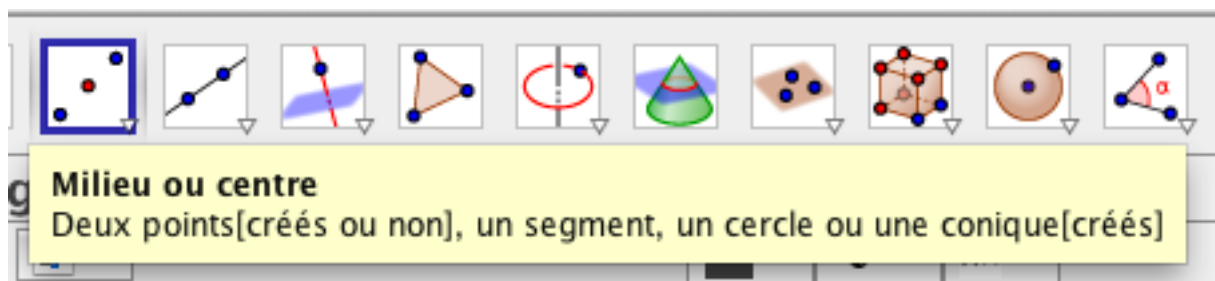 α
Milieu ou centre
Deux points[créés ou non], un segment, un cercle ou une conique[créés]